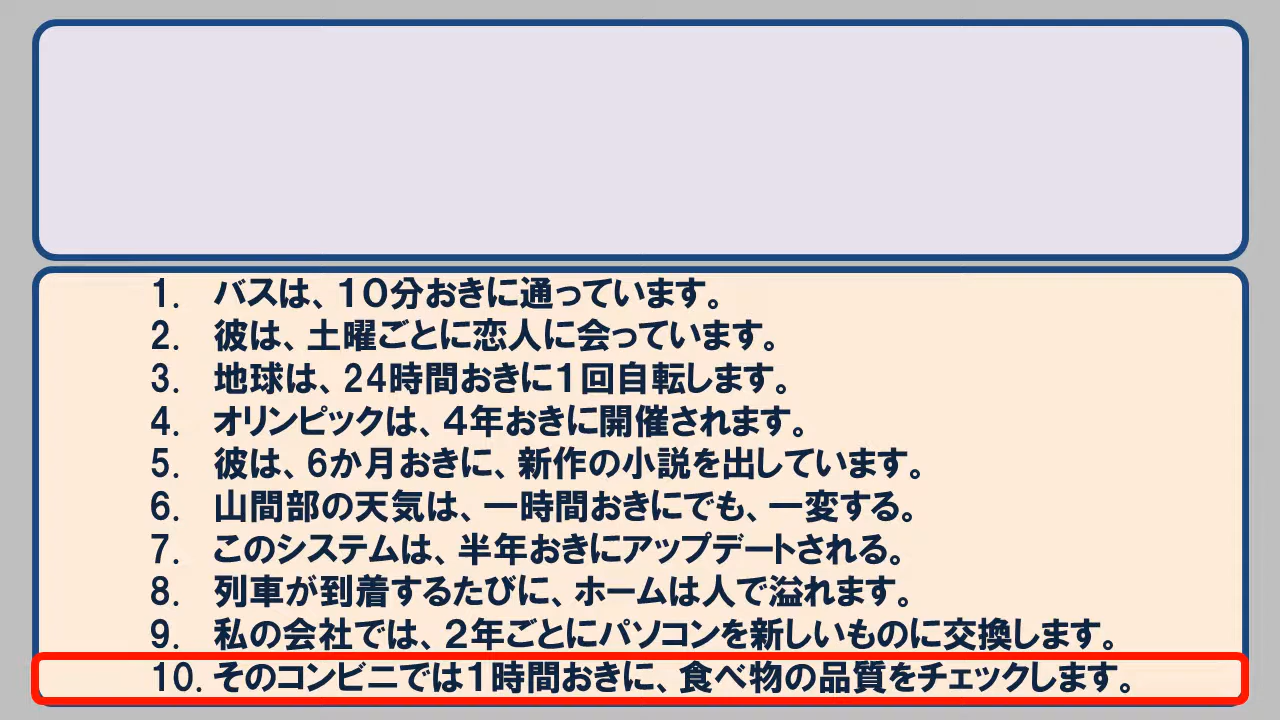 1. バスは、１０分おきに通っています。
2. 彼は、土曜ごとに恋人に会っています。
3. 地球は、24時間おきに１回自転します。
4. オリンピックは、４年おきに開催されます。
5. 彼は、６か月おきに、新作の小説を出しています。
6. 山間部の天気は、一時間おきにでも、一変する。
7. このシステムは、半年おきにアップデートされる。
8. 列車が到着するたびに、ホームは人で溢れます。
9. 私の会社では、２年ごとにパソコンを新しいものに交換します。
10. そのコンビニでは１時間おきに、食べ物の品質をチェックします。